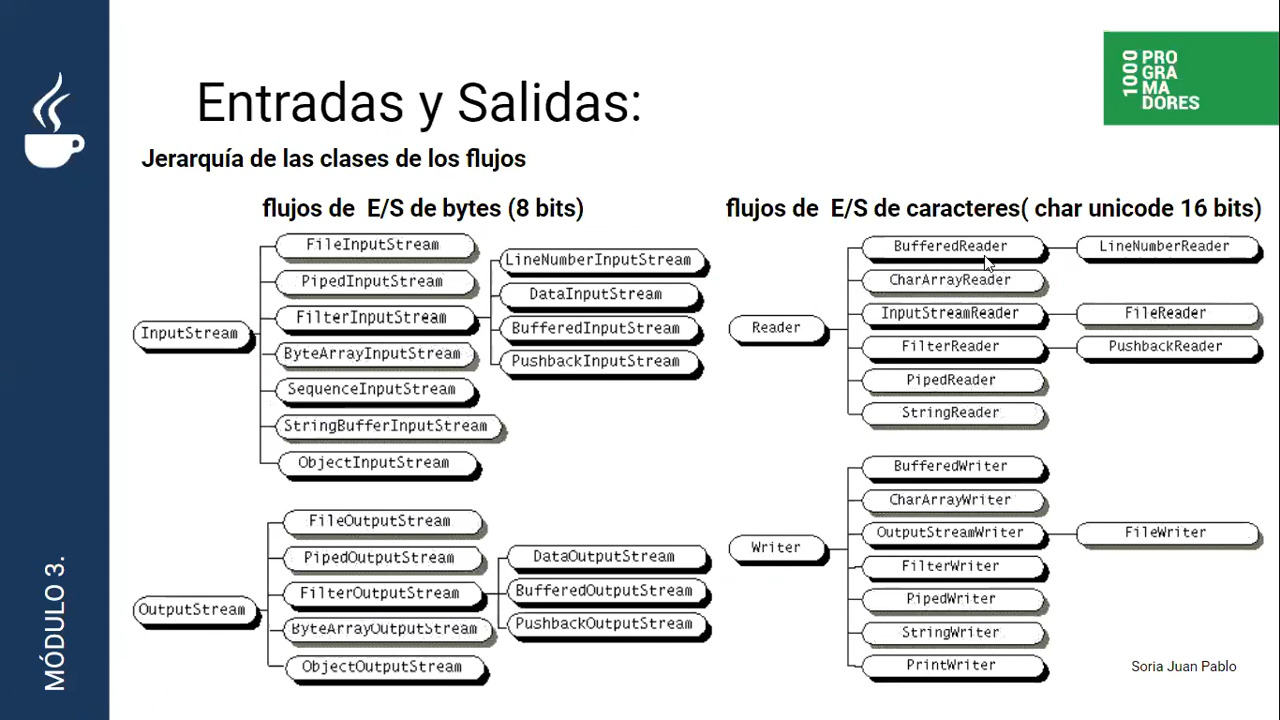 1000
PRO
GRA
MA
DORES
Entradas y Salidas:
Jerarquía de las clases de los flujos
flujos de E/S de bytes (8 bits)
InputStream
FileInputStream
PipedInputStream
FilterInputStream
ByteArrayInputStream
SequenceInputStream
StringBufferInputStream
ObjectInputStream
LineNumberInputStream
DataInputStream
BufferedInputStream
PushbackInputStream
OutputStream
FileOutputStream
PipedOutputStream
FilterOutputStream
ByteArrayOutputStream
ObjectOutputStream
DataOutputStream
BufferedOutputStream
PushbackOutputStream
flujos de E/S de caracteres( char unicode 16 bits)
Reader
BufferedReader
CharArrayReader
InputStreamReader
FilterReader
PipedReader
StringReader
LineNumberReader
FileReader
PushbackReader
Writer
BufferedWriter
CharArrayWriter
OutputStreamWriter
FilterWriter
PipedWriter
StringWriter
PrintWriter
FileWriter
MÓDULO 3.
Soria Juan Pablo